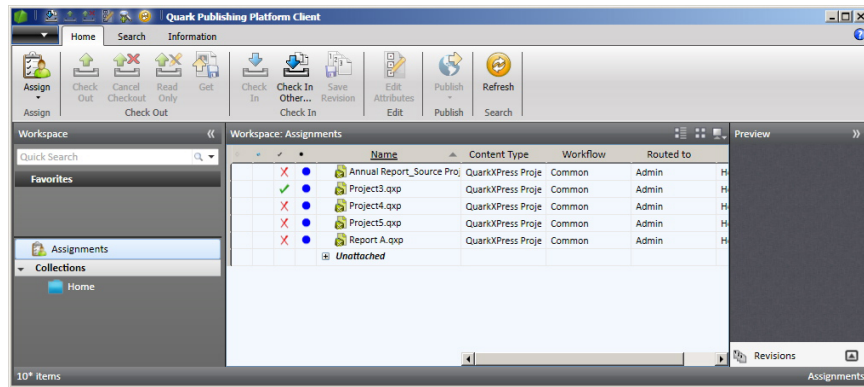 Quark Publishing Platform Client
Home Search Information
Assign
Check Out
Cancel Checkout
Read Only
Get
Check In
Check In Other...
Save Revision
Edit Attributes
Publish
Refresh
Assign Check Out Check In Edit Publish Search
Workspace
Workspace: Assignments
Preview
Quick Search
Favorites
Assignments
Collections
Home
Name Content Type Workflow Routed to
Annual Report_Source Proj QuarkXPress Proje Common Admin
Project3.qxp QuarkXPress Proje Common Admin
Project4.qxp QuarkXPress Proje Common Admin
Project5.qxp QuarkXPress Proje Common Admin
Report A.qxp QuarkXPress Proje Common Admin
Unattached
Revisions
10* items
Assignments